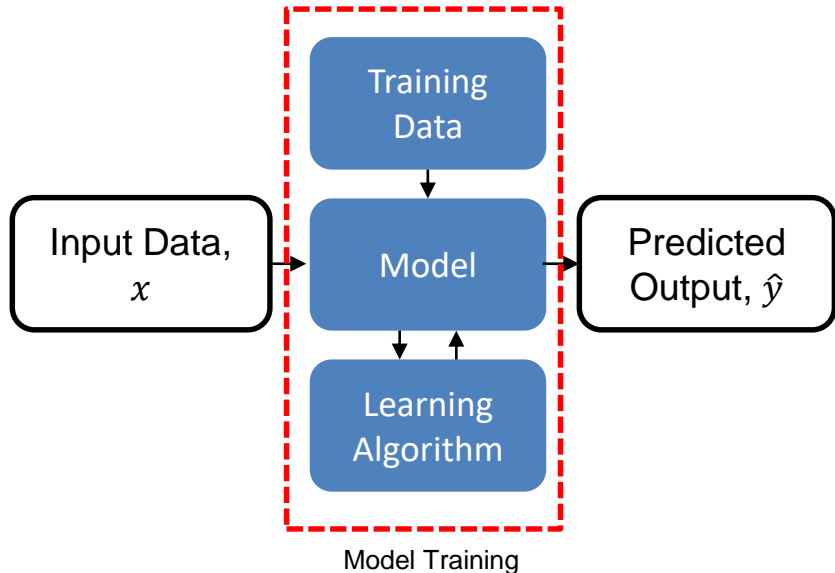 Training
Data
Input Data,
𝑥
Model
Predicted
Output, 𝑦̂
Learning
Algorithm
Model Training